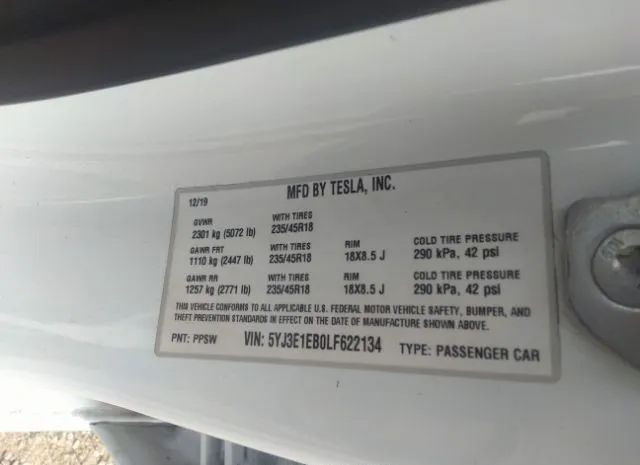 12/19 MFD BY TESLA, INC.
GVWR WITH TIRES
2301 kg (5072 lb) 235/45R18
GAWR FRT WITH TIRES RIM COLD TIRE PRESSURE
1110 kg (2447 lb) 235/45R18 18X8.5 J 290 kPa, 42 psi
GAWR RR WITH TIRES RIM COLD TIRE PRESSURE
1257 kg (2771 lb) 235/45R18 18X8.5 J 290 kPa, 42 psi
THIS VEHICLE CONFORMS TO ALL APPLICABLE U.S. FEDERAL MOTOR VEHICLE SAFETY, BUMPER, AND
THEFT PREVENTION STANDARDS IN EFFECT ON THE DATE OF MANUFACTURE SHOWN ABOVE.
PNT: PPSW VIN: 5YJ3E1EB0LF622134 TYPE: PASSENGER CAR